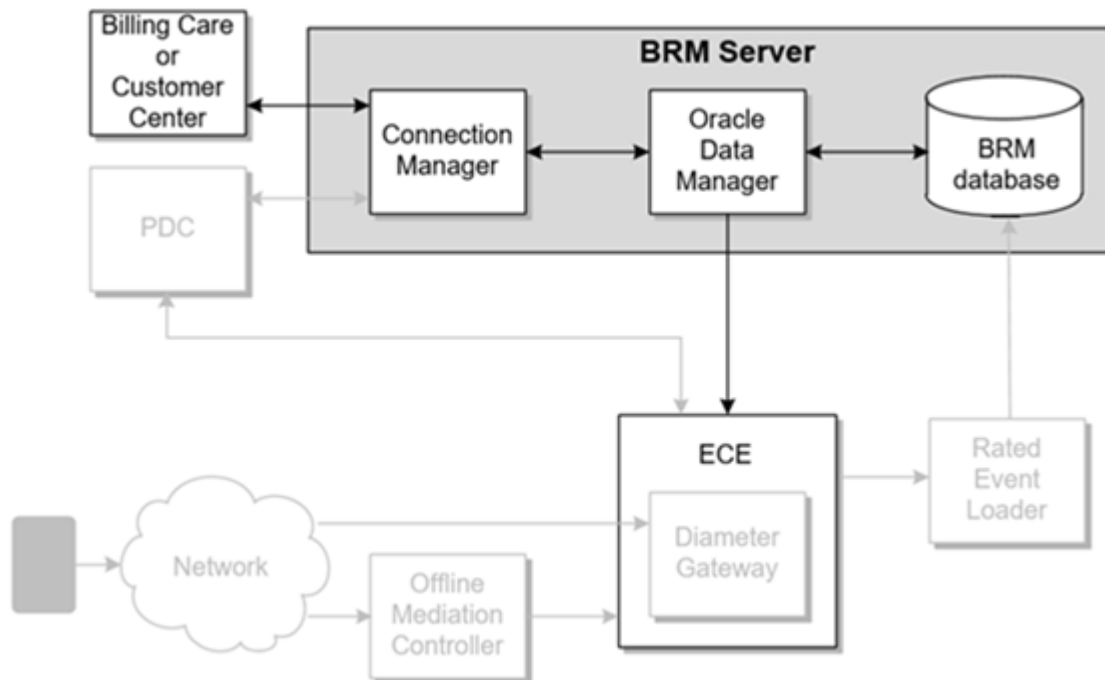 Billing Care
or
Customer
Center
BRM Server
Connection
Manager
Oracle
Data
Manager
BRM
database
PDC
ECE
Diameter
Gateway
Rated
Event
Loader
Network
Offline
Mediation
Controller